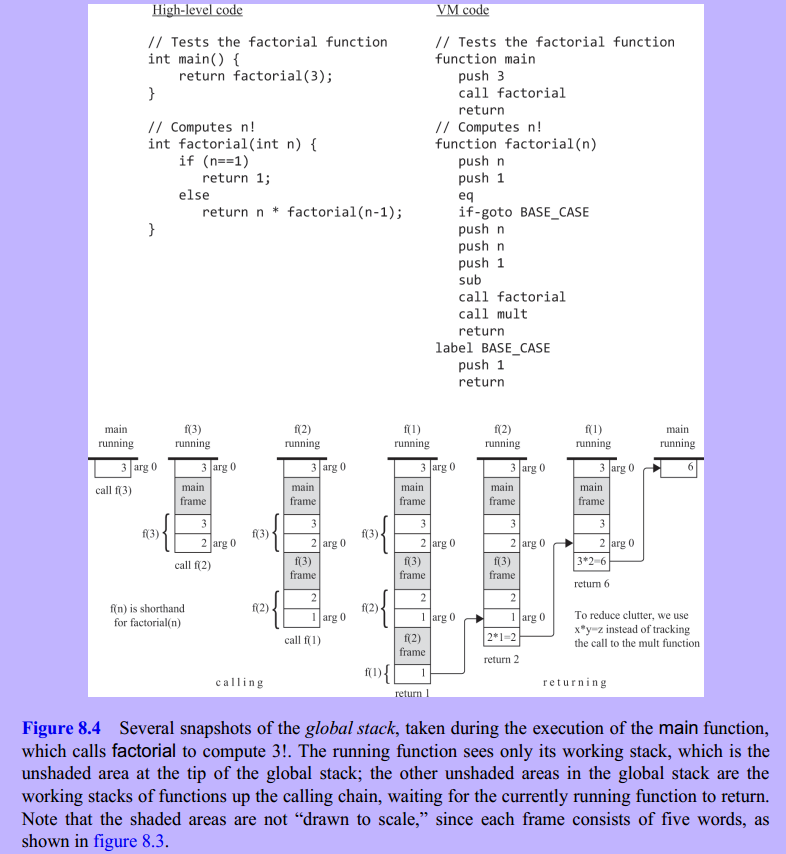 High-level code
// Tests the factorial function
int main() {
return factorial(3);
}
// Computes n!
int factorial(int n) {
if (n==1)
return 1;
else
return n * factorial(n-1);
}
VM code
// Tests the factorial function
function main
push 3
call factorial
return
// Computes n!
function factorial(n)
push n
push 1
eq
if-goto BASE_CASE
push n
push n
push 1
sub
call factorial
call mult
return
label BASE_CASE
push 1
return
main
running
3 arg 0
call f(3)
f(3)
running
3 arg 0
main
frame
f(3)
3
2 arg 0
call f(2)
f(n) is shorthand
for factorial(n)
f(2)
running
3 arg 0
main
frame
f(3)
3
2 arg 0
f(3)
frame
f(2)
2
1 arg 0
call f(1)
calling
f(1)
running
3 arg 0
main
frame
f(3)
3
2 arg 0
f(3)
frame
f(2)
2
1 arg 0
f(2)
frame
f(1)
1
return 1
f(2)
running
3 arg 0
main
frame
3
2 arg 0
f(3)
frame
2
1 arg 0
2*1=2
return 2
f(1)
running
3 arg 0
main
frame
3
2 arg 0
3*2=6
return 6
main
running
6
To reduce clutter, we use
x*y=z instead of tracking
the call to the mult function
returning
Figure 8.4 Several snapshots of the global stack, taken during the execution of the main function,
which calls factorial to compute 3!. The running function sees only its working stack, which is the
unshaded area at the tip of the global stack; the other unshaded areas in the global stack are the
working stacks of functions up the calling chain, waiting for the currently running function to return.
Note that the shaded areas are not “drawn to scale,” since each frame consists of five words, as
shown in figure 8.3.